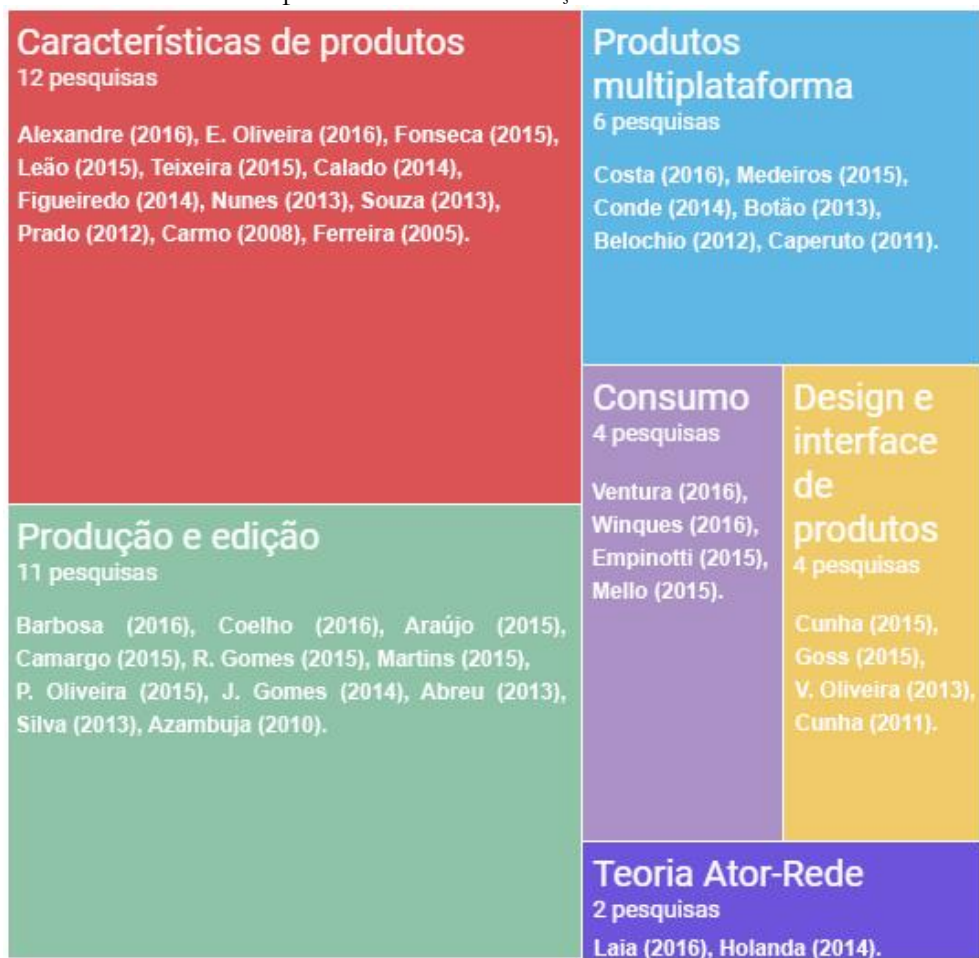 Características de produtos
12 pesquisas
Alexandre (2016), E. Oliveira (2016), Fonseca (2015),
Leão (2015), Teixeira (2015), Calado (2014),
Figueiredo (2014), Nunes (2013), Souza (2013),
Prado (2012), Carmo (2008), Ferreira (2005).
Produtos
multiplataforma
6 pesquisas
Costa (2016), Medeiros (2015),
Conde (2014), Botão (2013),
Belochio (2012), Caperuto (2011).
Produção e edição
11 pesquisas
Barbosa (2016), Coelho (2016), Araújo (2015),
Camargo (2015), R. Gomes (2015), Martins (2015),
P. Oliveira (2015), J. Gomes (2014), Abreu (2013),
Silva (2013), Azambuja (2010).
Consumo
4 pesquisas
Ventura (2016),
Winques (2016),
Empinotti (2015),
Mello (2015).
Design e
interface
de
produtos
4 pesquisas
Cunha (2015),
Goss (2015),
V. Oliveira (2013),
Cunha (2011).
Teoria Ator-Rede
2 pesquisas
Laia (2016), Holanda (2014).